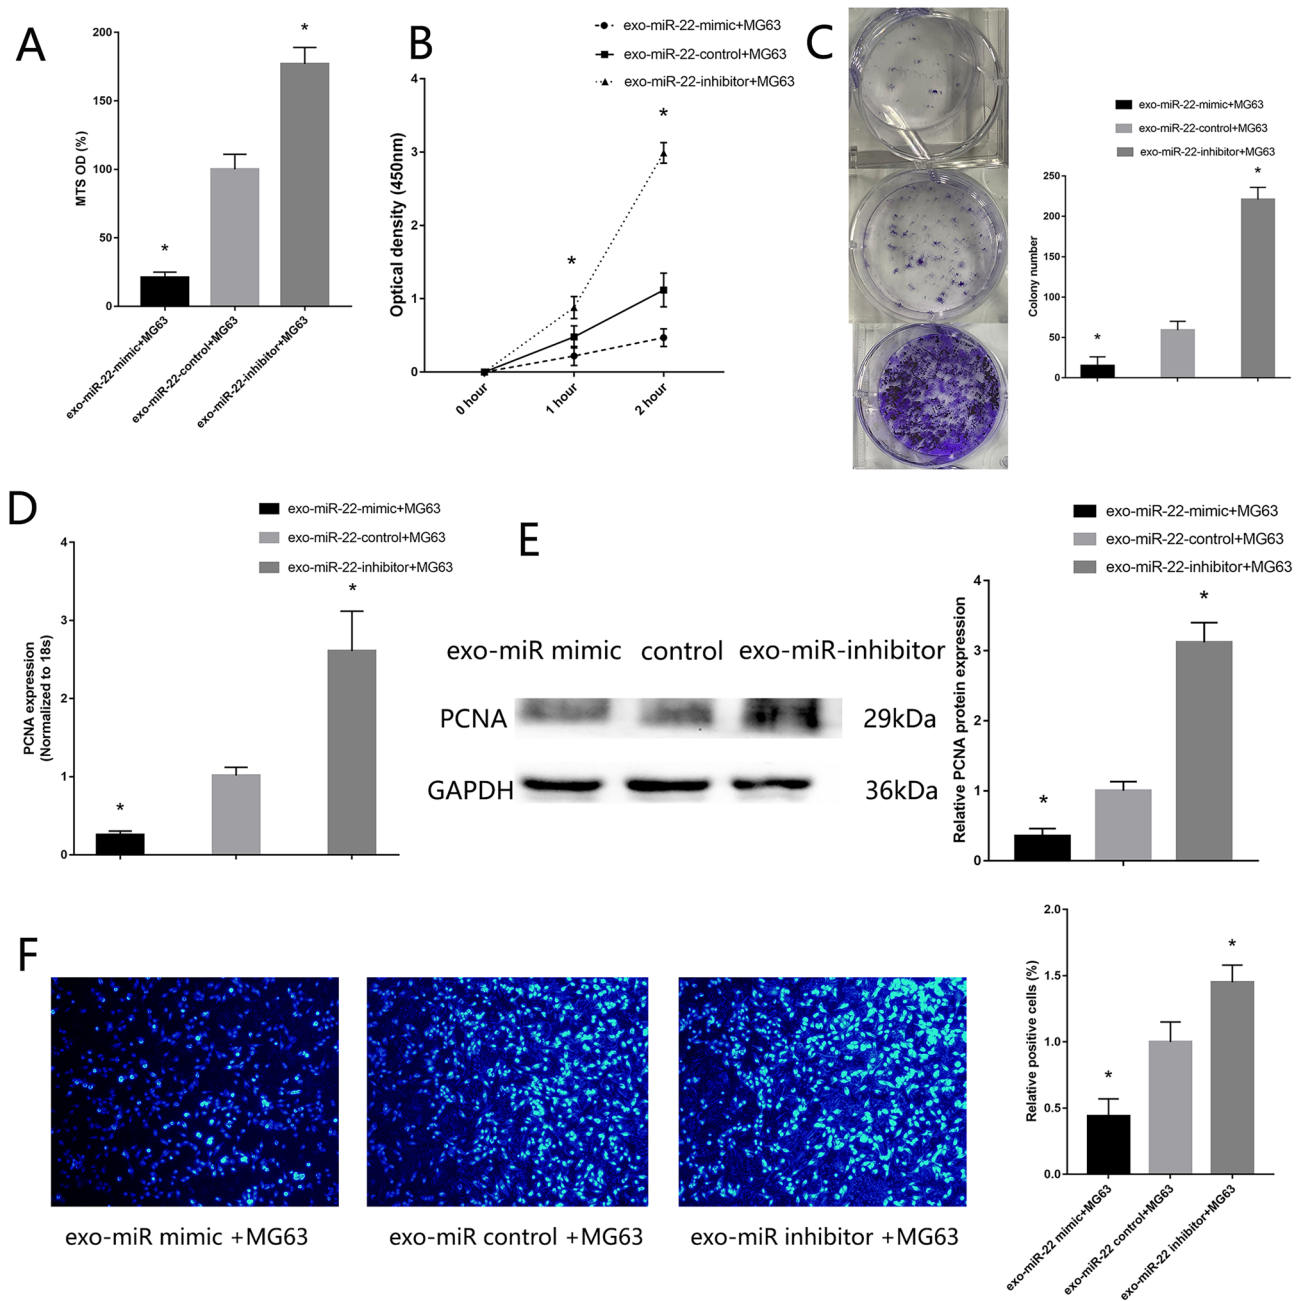 A
200
150
100
50
0
MTS OD (%)
*
*
exo-miR-22-mimic+MG63
exo-miR-22-control+MG63
exo-miR-22-inhibitor+MG63
B
exo-miR-22-mimic+MG63
exo-miR-22-control+MG63
exo-miR-22-inhibitor+MG63
4
3
2
1
0
Optical density (450nm)
*
*
0 hour
1 hour
2 hour
C
exo-miR-22-mimic+MG63
exo-miR-22-control+MG63
exo-miR-22-inhibitor+MG63
250
200
150
100
50
0
Colony number
*
*
D
exo-miR-22-mimic+MG63
exo-miR-22-control+MG63
exo-miR-22-inhibitor+MG63
4
3
2
1
0
PCNA expression
(Normalized to 18s)
*
*
E
exo-miR mimic control exo-miR-inhibitor
PCNA 29kDa
GAPDH 36kDa
exo-miR-22-mimic+MG63
exo-miR-22-control+MG63
exo-miR-22-inhibitor+MG63
4
3
2
1
0
Relative PCNA protein expression
*
*
F
exo-miR mimic +MG63
exo-miR control +MG63
exo-miR inhibitor +MG63
2.0
1.5
1.0
0.5
0.0
Relative positive cells (%)
*
*
exo-miR-22 mimic+MG63
exo-miR-22 control+MG63
exo-miR-22 inhibitor+MG63